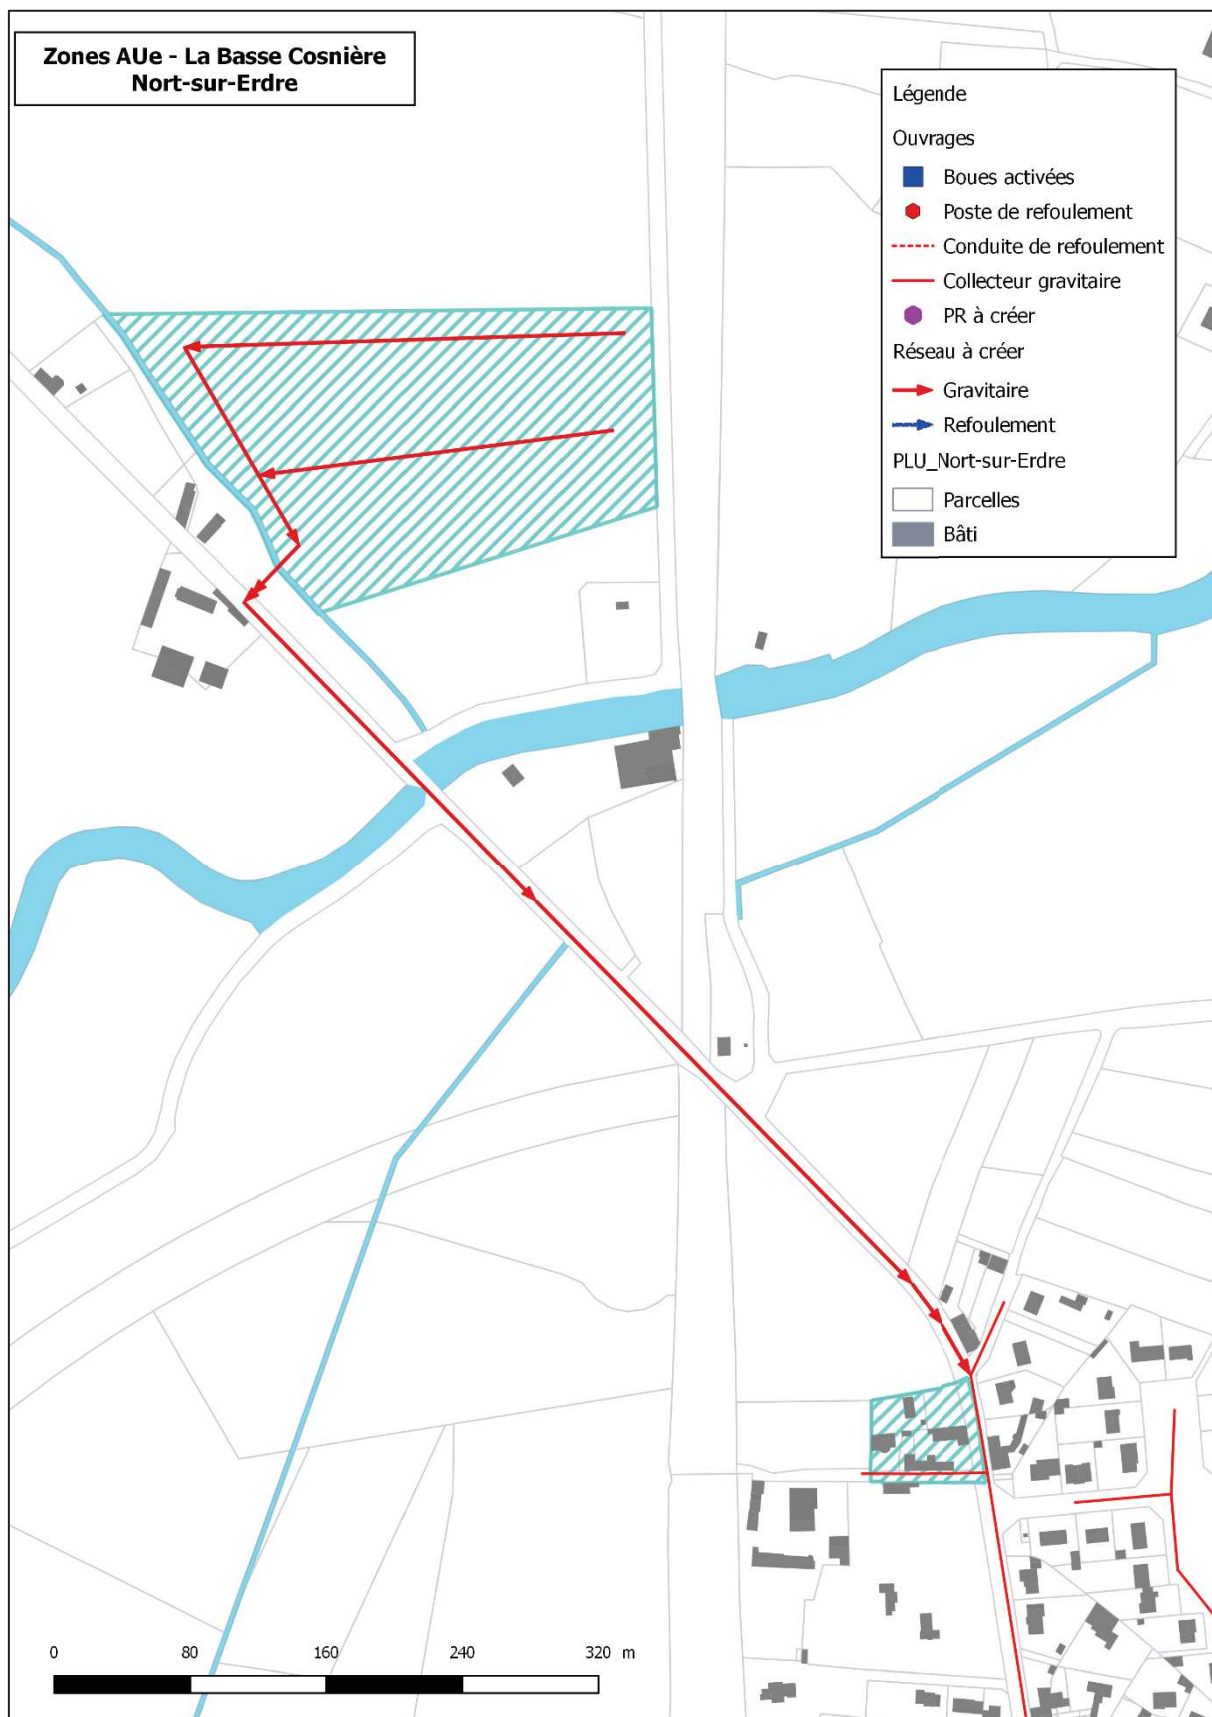 Zones AUe - La Basse Cosnière
Nort-sur-Erdre
Légende
Ouvrages
Boues activées
Poste de refoulement
Conduite de refoulement
Collecteur gravitaire
PR à créer
Réseau à créer
Gravitaire
Refoulement
PLU_Nort-sur-Erdre
Parcelles
Bâti
0 80 160 240 320 m